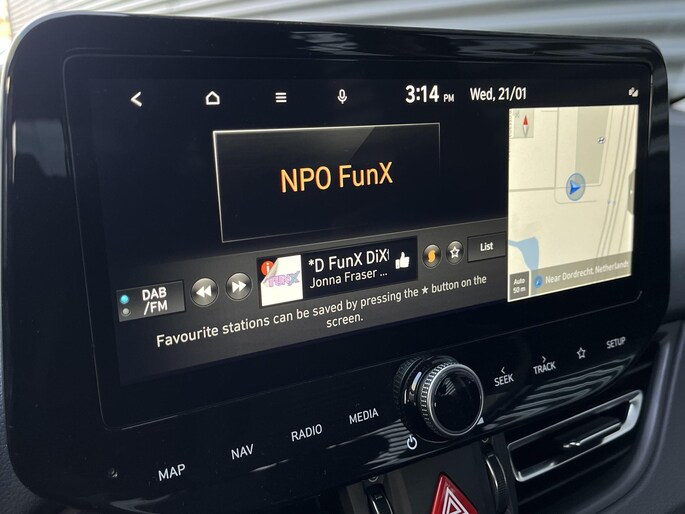 3:14 PM Wed, 21/01
NPO FunX
*D FunX DiX
Jonna Fraser ...
FUNX
List
DAB
/FM
Favourite stations can be saved by pressing the ★ button on the
screen.
Auto
50 m
Near Dordrecht, Netherlands
MAP
NAV
RADIO
MEDIA
SEEK
TRACK
SETUP